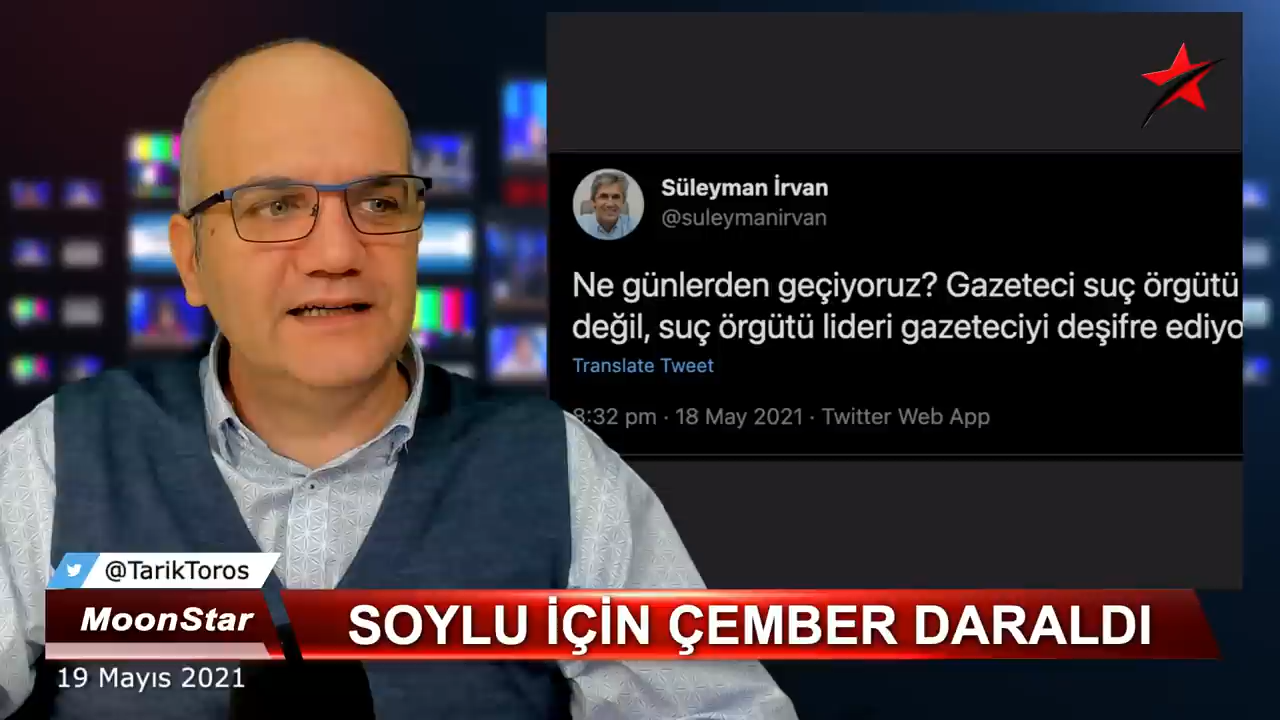 Süleyman İrvan
@suleymanirvan
Ne günlerden geçiyoruz? Gazeteci suç örgütü
değil, suç örgütü lideri gazeteciyi deşifre ediyo
Translate Tweet
8:32 pm · 18 May 2021 · Twitter Web App
@TarikToros
MoonStar
SOYLU İÇİN ÇEMBER DARALDI
19 Mayıs 2021